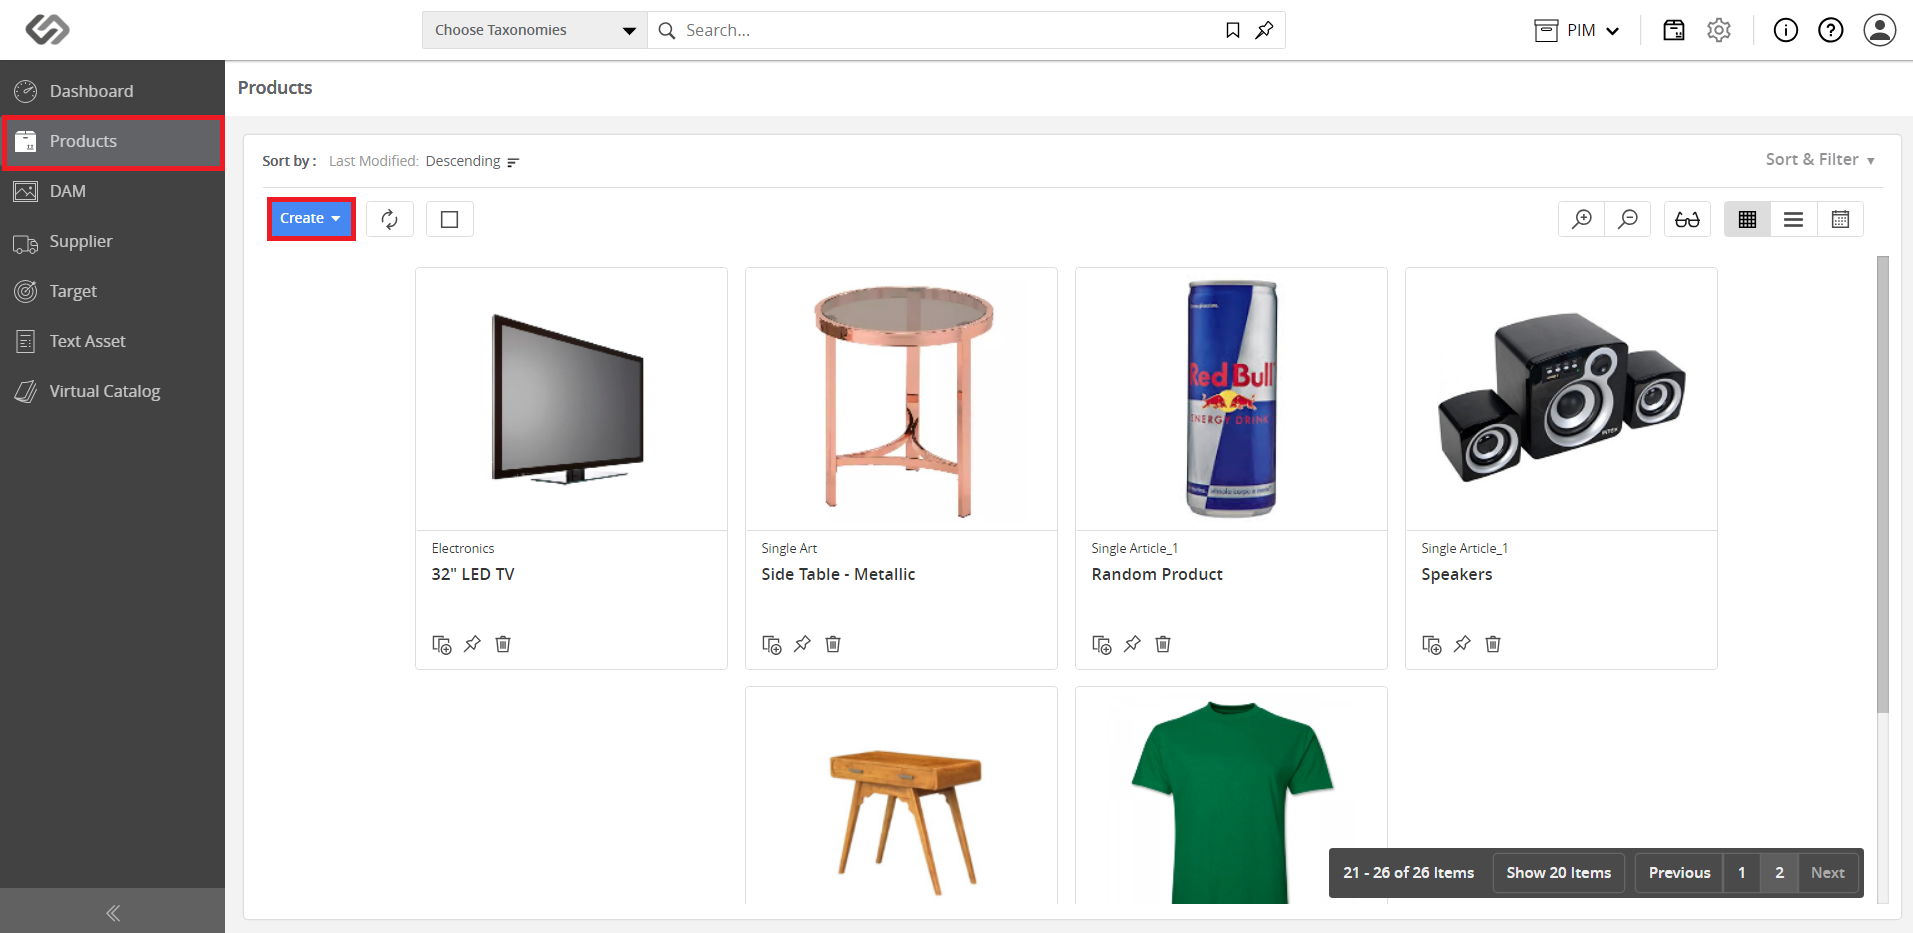 Choose Taxonomies
Search...
PIM
Dashboard
Products
DAM
Supplier
Target
Text Asset
Virtual Catalog
Products
Sort by : Last Modified: Descending
Sort & Filter
Create
Electronics
32" LED TV
Single Art
Side Table - Metallic
Single Article_1
Random Product
Red Bull
ENERGY DRINK
Single Article_1
Speakers
INTEX
21 - 26 of 26 Items
Show 20 Items
Previous
1
2
Next